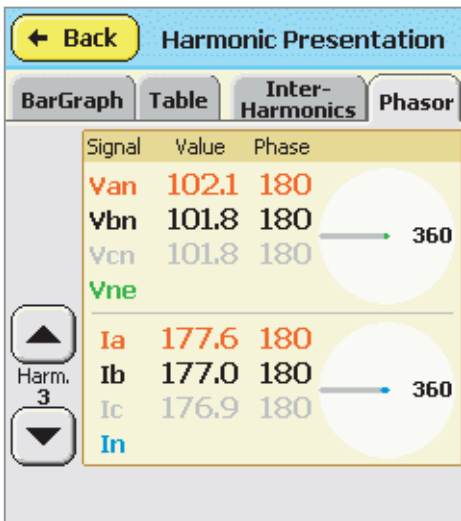 ← Back Harmonic Presentation
BarGraph Table Inter-Harmonics Phasor
Signal Value Phase
Van 102.1 180
Vbn 101.8 180
Vcn 101.8 180
360
Vne
Ia 177.6 180
Ib 177.0 180
Ic 176.9 180
360
In
Harm.
3